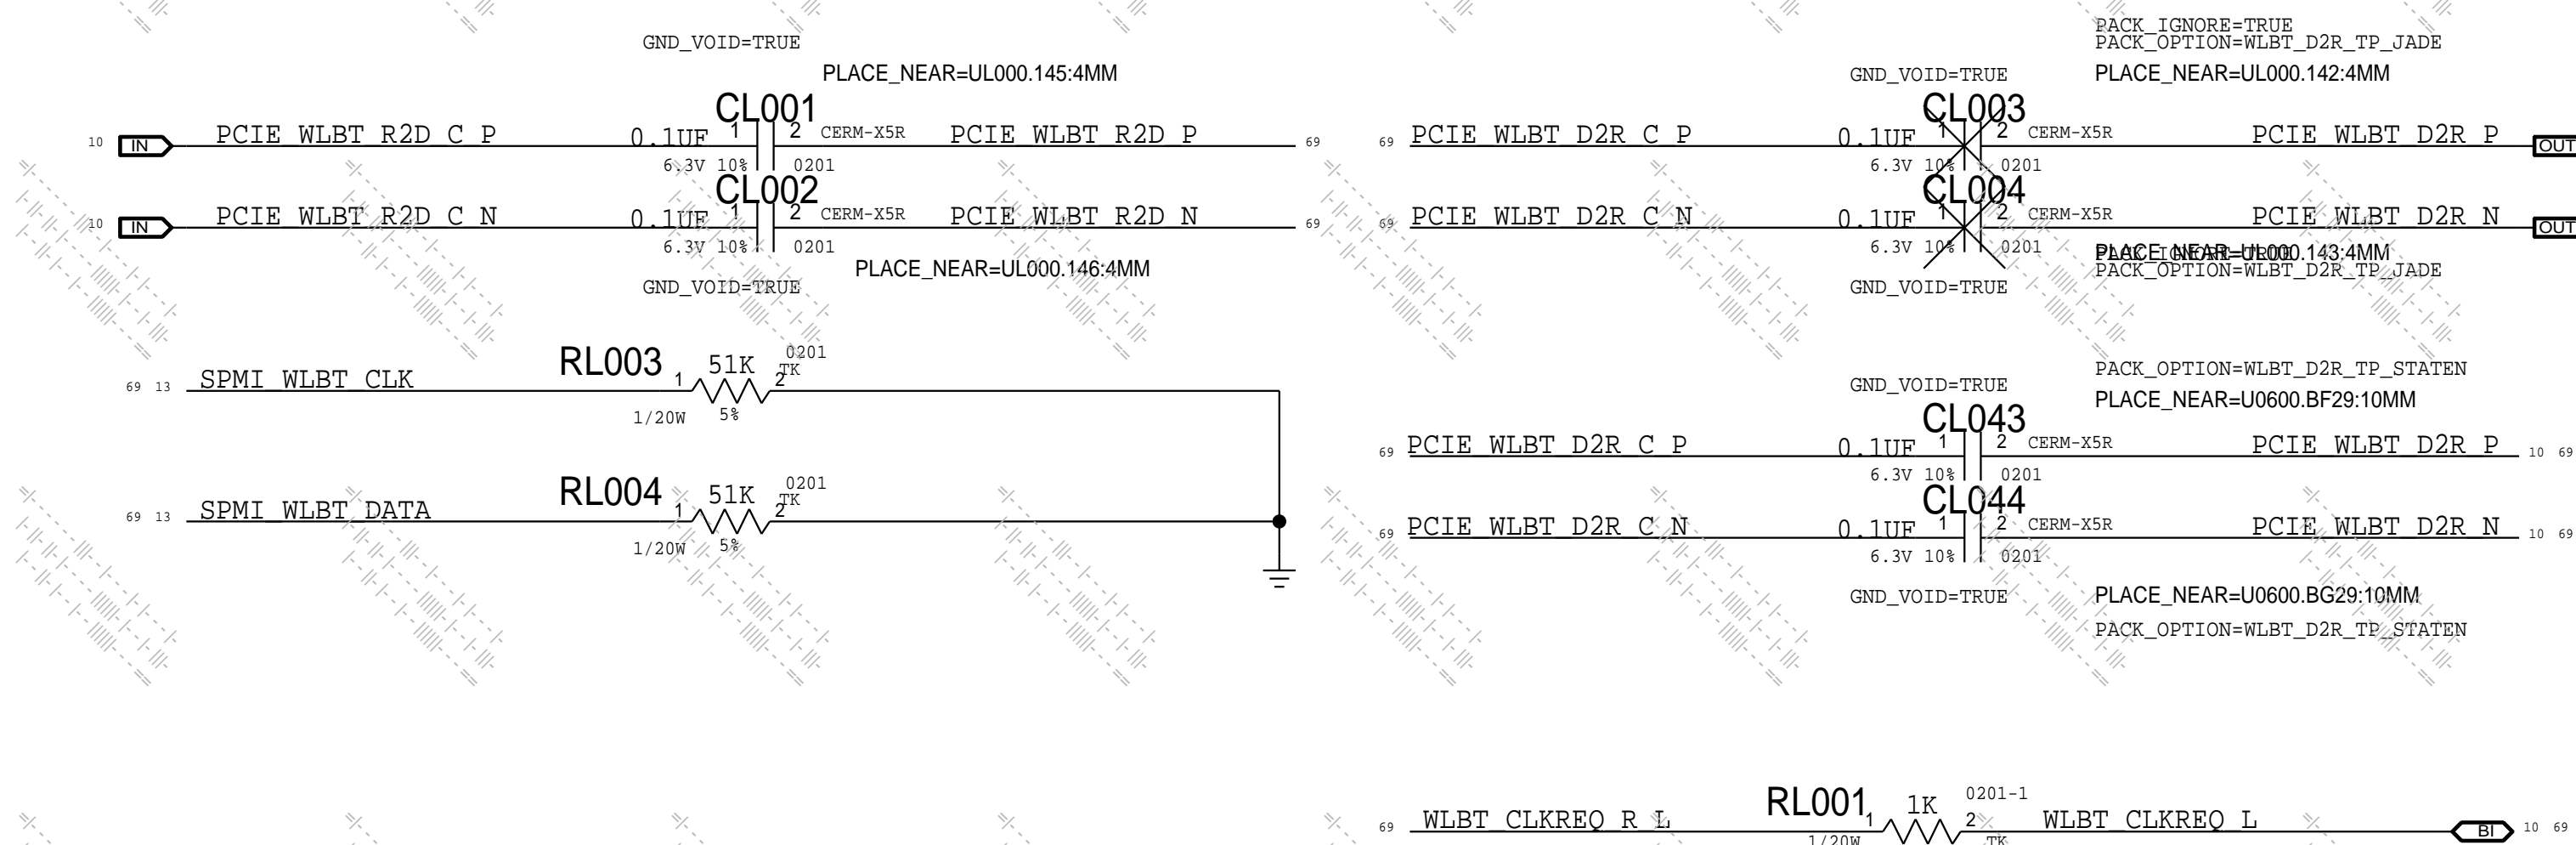 GND_VOID=TRUE
PLACE_NEAR=UL000.145:4MM
CL001
10 IN PCIE_WLBT_R2D_C_P 0.1UF 1 2 CERM-X5R PCIE_WLBT_R2D_P 69
6.3V 10% 0201
CL002
10 IN PCIE_WLBT_R2D_C_N 0.1UF 1 2 CERM-X5R PCIE_WLBT_R2D_N 69
6.3V 10% 0201
PLACE_NEAR=UL000.146:4MM
GND_VOID=TRUE
PACK_IGNORE=TRUE
PACK_OPTION=WLBT_D2R_TP_JADE
GND_VOID=TRUE PLACE_NEAR=UL000.142:4MM
CL003
69 PCIE_WLBT_D2R_C_P 0.1UF 1 2 CERM-X5R PCIE_WLBT_D2R_P OUT
6.3V 10% 0201
CL004
69 PCIE_WLBT_D2R_C_N 0.1UF 1 2 CERM-X5R PCIE_WLBT_D2R_N OUT
6.3V 10% 0201
PLACE_NEAR=UL000.143:4MM
PACK_IGNORE=TRUE
PACK_OPTION=WLBT_D2R_TP_JADE
GND_VOID=TRUE
RL003 51K 0201
69 13 SPMI_WLBT_CLK 1 2 TK
1/20W 5%
RL004 51K 0201
69 13 SPMI_WLBT_DATA 1 2 TK
1/20W 5%
PACK_OPTION=WLBT_D2R_TP_STATEN
GND_VOID=TRUE PLACE_NEAR=U0600.BF29:10MM
CL043
69 PCIE_WLBT_D2R_C_P 0.1UF 1 2 CERM-X5R PCIE_WLBT_D2R_P 10 69
6.3V 10% 0201
CL044
69 PCIE_WLBT_D2R_C_N 0.1UF 1 2 CERM-X5R PCIE_WLBT_D2R_N 10 69
6.3V 10% 0201
GND_VOID=TRUE PLACE_NEAR=U0600.BG29:10MM
PACK_OPTION=WLBT_D2R_TP_STATEN
RL001 1K 0201-1
69 WLBT_CLKREQ_R_L 1 2 WLBT_CLKREQ_L BI 10 69
1/20W TK